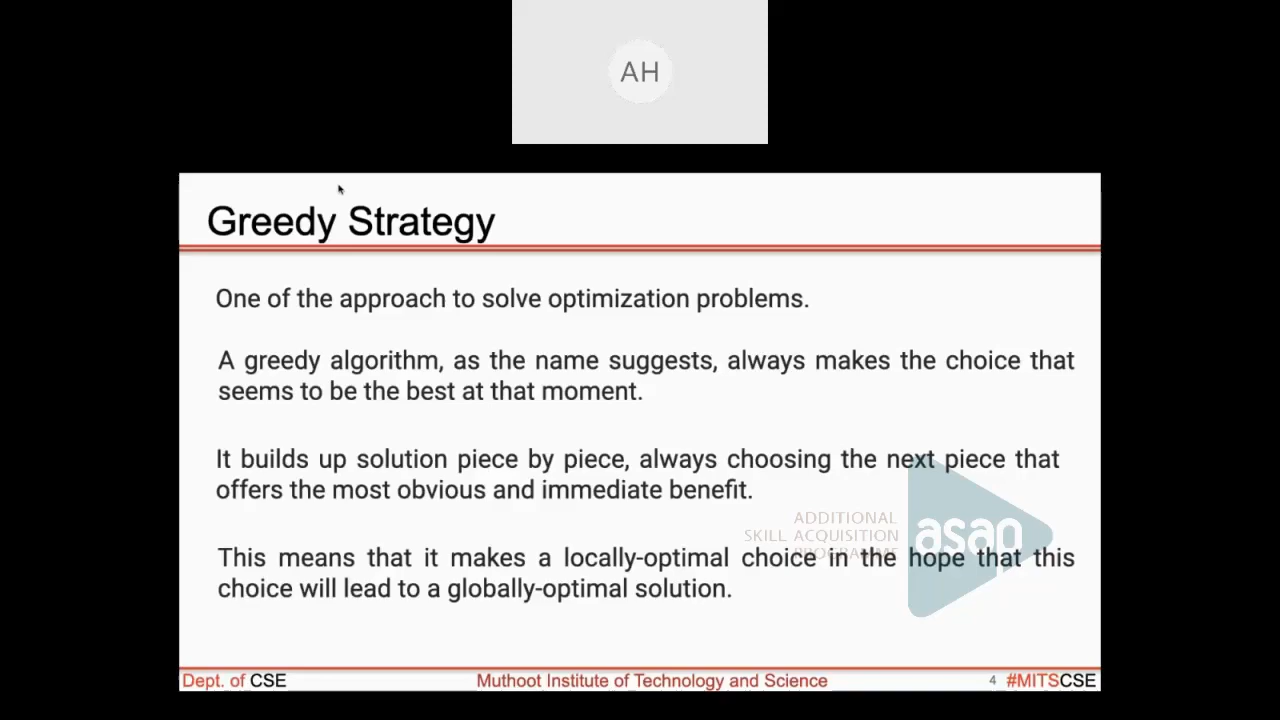 AH
Greedy Strategy
One of the approach to solve optimization problems.
A greedy algorithm, as the name suggests, always makes the choice that
seems to be the best at that moment.
It builds up solution piece by piece, always choosing the next piece that
offers the most obvious and immediate benefit.
ADDITIONAL
SKILL ACQUISITION
PROGRAMME
asap
This means that it makes a locally-optimal choice in the hope that this
choice will lead to a globally-optimal solution.
Dept. of CSE
Muthoot Institute of Technology and Science
4 #MITSCSE